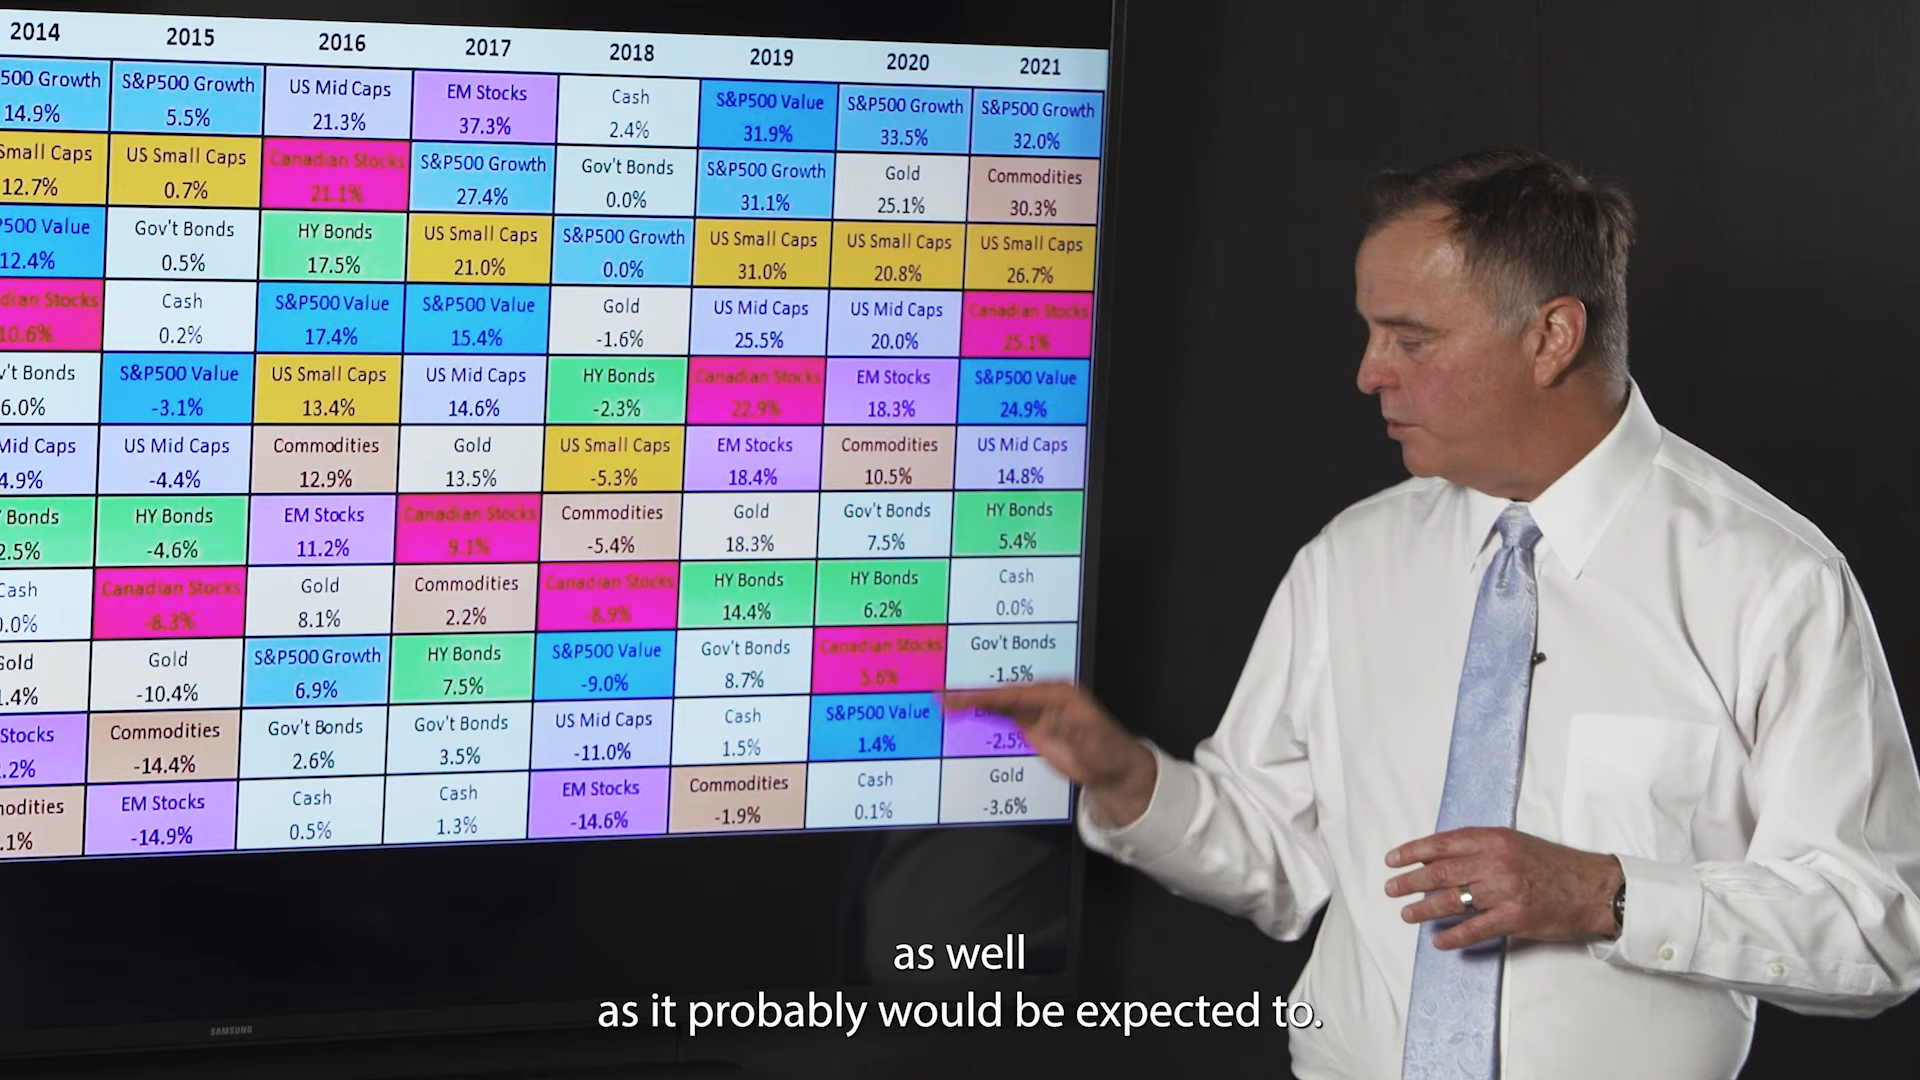 2014 2015 2016 2017 2018 2019 2020 2021
500 Growth S&P500 Growth US Mid Caps EM Stocks Cash S&P500 Value S&P500 Growth S&P500 Growth
14.9% 5.5% 21.3% 37.3% 2.4% 31.9% 33.5% 32.0%
Small Caps US Small Caps Canadian Stocks S&P500 Growth Gov't Bonds S&P500 Growth Gold Commodities
12.7% 0.7% 21.1% 27.4% 0.0% 31.1% 25.1% 30.3%
P500 Value Gov't Bonds HY Bonds US Small Caps S&P500 Growth US Small Caps US Small Caps US Small Caps
12.4% 0.5% 17.5% 21.0% 0.0% 31.0% 20.8% 26.7%
dian Stocks Cash S&P500 Value S&P500 Value Gold US Mid Caps US Mid Caps Canadian Stocks
10.6% 0.2% 17.4% 15.4% -1.6% 25.5% 20.0% 25.1%
v't Bonds S&P500 Value US Small Caps US Mid Caps HY Bonds Canadian Stocks EM Stocks S&P500 Value
6.0% -3.1% 13.4% 14.6% -2.3% 22.9% 18.3% 24.9%
Mid Caps US Mid Caps Commodities Gold US Small Caps EM Stocks Commodities US Mid Caps
4.9% -4.4% 12.9% 13.5% -5.3% 18.4% 10.5% 14.8%
Bonds HY Bonds EM Stocks Canadian Stocks Commodities Gold Gov't Bonds HY Bonds
2.5% -4.6% 11.2% 9.1% -5.4% 18.3% 7.5% 5.4%
Cash Canadian Stocks Gold Commodities Canadian Stocks HY Bonds HY Bonds Cash
0.0% -8.3% 8.1% 2.2% -8.9% 14.4% 6.2% 0.0%
Gold Gold S&P500 Growth HY Bonds S&P500 Value Gov't Bonds Canadian Stocks Gov't Bonds
.4% -10.4% 6.9% 7.5% -9.0% 8.7% 5.6% -1.5%
Stocks Commodities Gov't Bonds Gov't Bonds US Mid Caps Cash S&P500 Value
.2% -14.4% 2.6% 3.5% -11.0% 1.5% 1.4% -2.5%
modities EM Stocks Cash Cash EM Stocks Commodities Cash Gold
.1% -14.9% 0.5% 1.3% -14.6% -1.9% 0.1% -3.6%
SAMSUNG
as well
as it probably would be expected to.